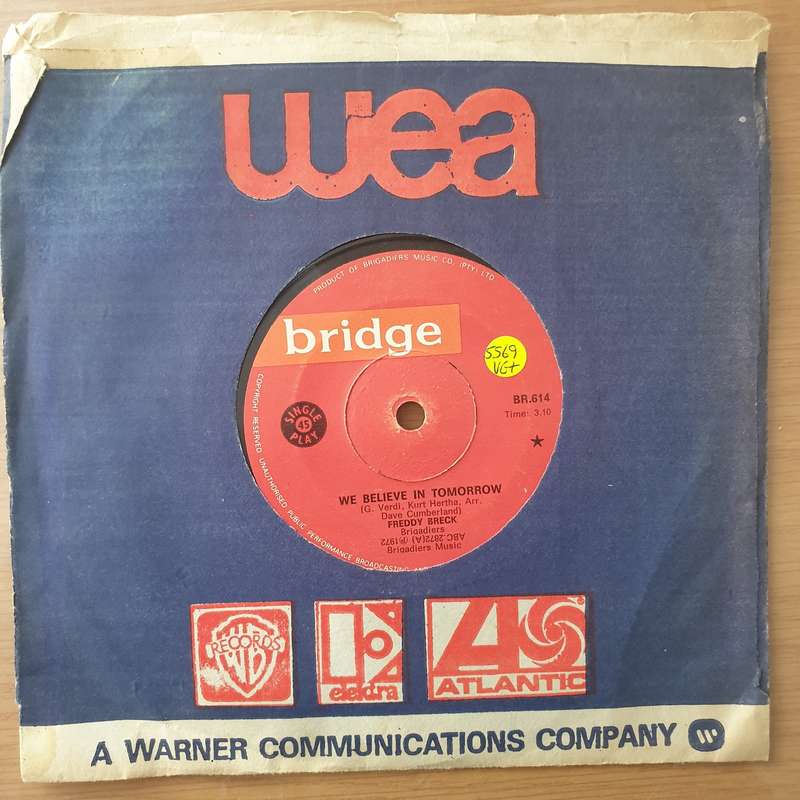 wea
PRODUCT OF BRIGADIERS MUSIC CO. (PTY) LTD
bridge
5569
VG+
BR.614
Time: 3.10
SINGLE
45
PLAY
★
COPYRIGHT RESERVED UNAUTHORISED PUBLIC PERFORMANCE BROADCASTING AND
WE BELIEVE IN TOMORROW
(G. Verdi, Kurt Hertha, Arr.
Dave Cumberland)
FREDDY BRECK
Brigadiers
ABC.2872(A) ℗ 1972
Brigadiers Music
RECORDS
WB
elektra
ATLANTIC
A WARNER COMMUNICATIONS COMPANY